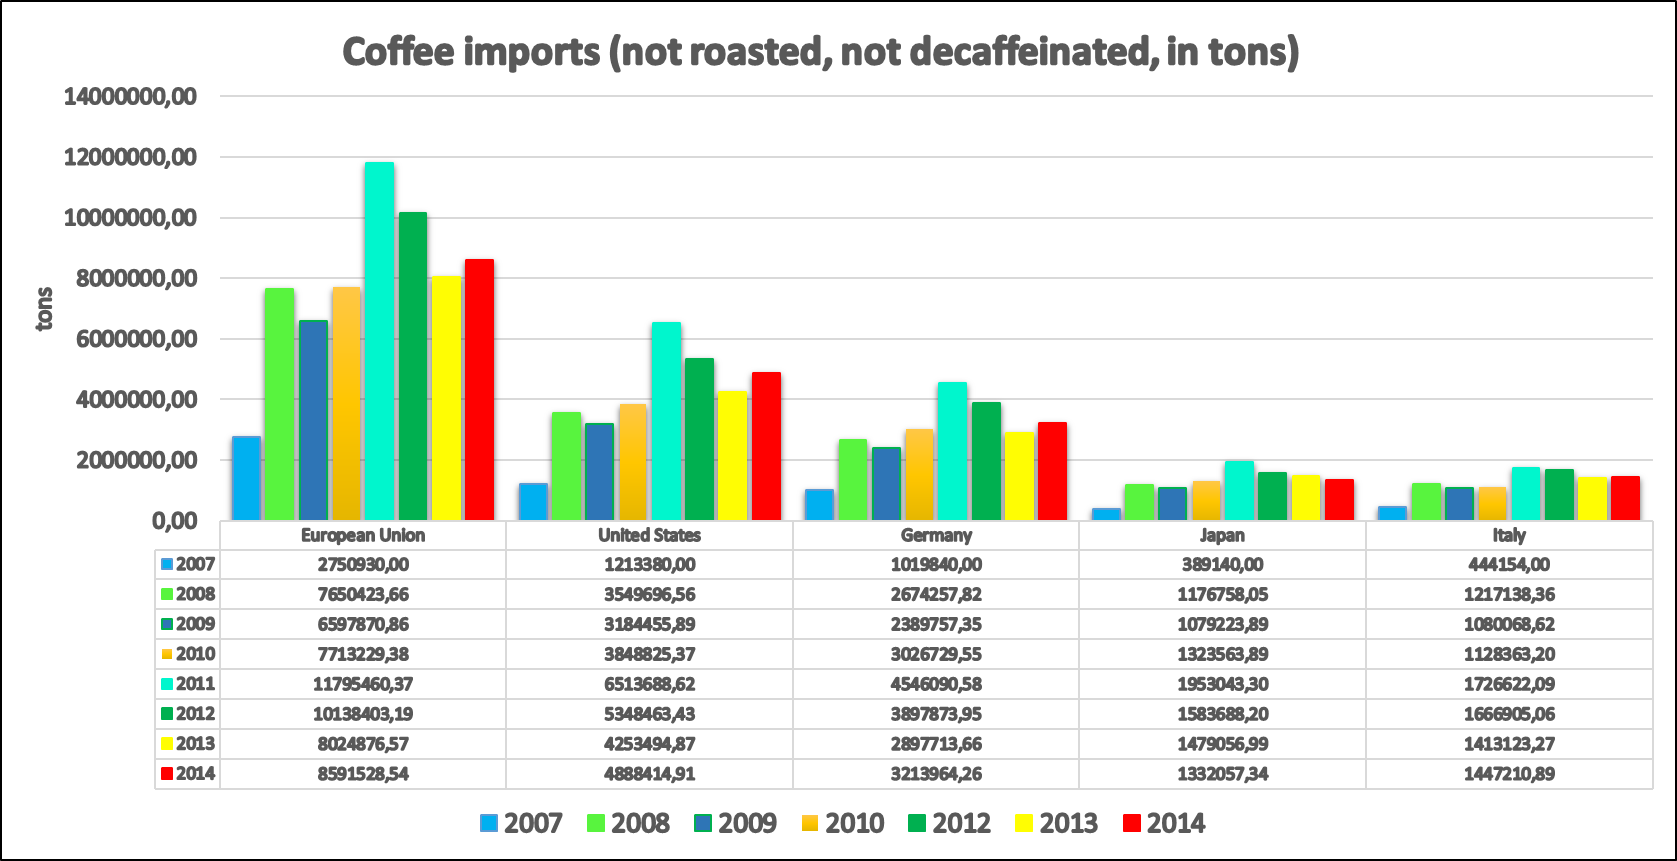 Coffee imports (not roasted, not decaffeinated, in tons)
14000000,00
12000000,00
10000000,00
8000000,00
6000000,00
4000000,00
2000000,00
0,00
tons
European Union United States Germany Japan Italy
2007 2750930,00 1213380,00 1019840,00 389140,00 444154,00
2008 7650423,66 3549696,56 2674257,82 1176758,05 1217138,36
2009 6597870,86 3184455,89 2389757,35 1079223,89 1080068,62
2010 7713229,38 3848825,37 3026729,55 1323563,89 1128363,20
2011 11795460,37 6513688,62 4546090,58 1953043,30 1726622,09
2012 10138403,19 5348463,43 3897873,95 1583688,20 1666905,06
2013 8024876,57 4253494,87 2897713,66 1479056,99 1413123,27
2014 8591528,54 4888414,91 3213964,26 1332057,34 1447210,89
2007 2008 2009 2010 2012 2013 2014